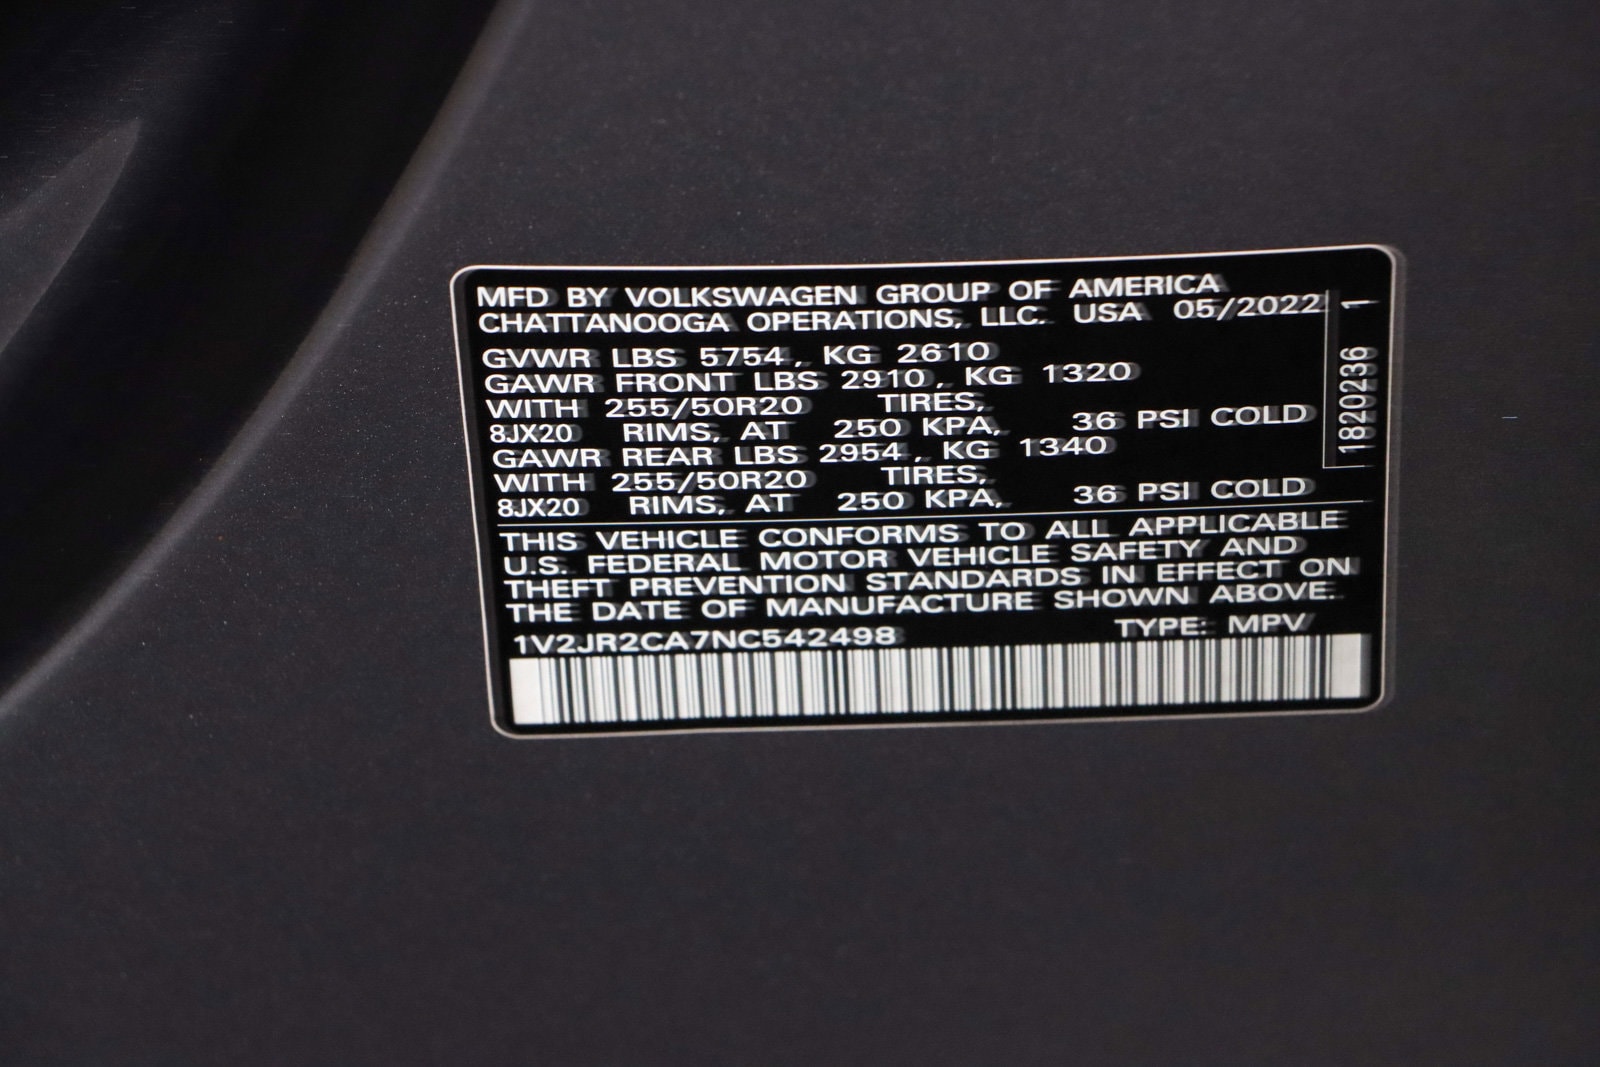 MFD BY VOLKSWAGEN GROUP OF AMERICA
CHATTANOOGA OPERATIONS, LLC. USA 05/2022
GVWR LBS 5754, KG 2610
GAWR FRONT LBS 2910, KG 1320
WITH 255/50R20 TIRES,
8JX20 RIMS, AT 250 KPA, 36 PSI COLD
GAWR REAR LBS 2954, KG 1340
WITH 255/50R20 TIRES,
8JX20 RIMS, AT 250 KPA, 36 PSI COLD
THIS VEHICLE CONFORMS TO ALL APPLICABLE
U.S. FEDERAL MOTOR VEHICLE SAFETY AND
THEFT PREVENTION STANDARDS IN EFFECT ON
THE DATE OF MANUFACTURE SHOWN ABOVE.
1V2JR2CA7NC542498 TYPE: MPV
1820236 1